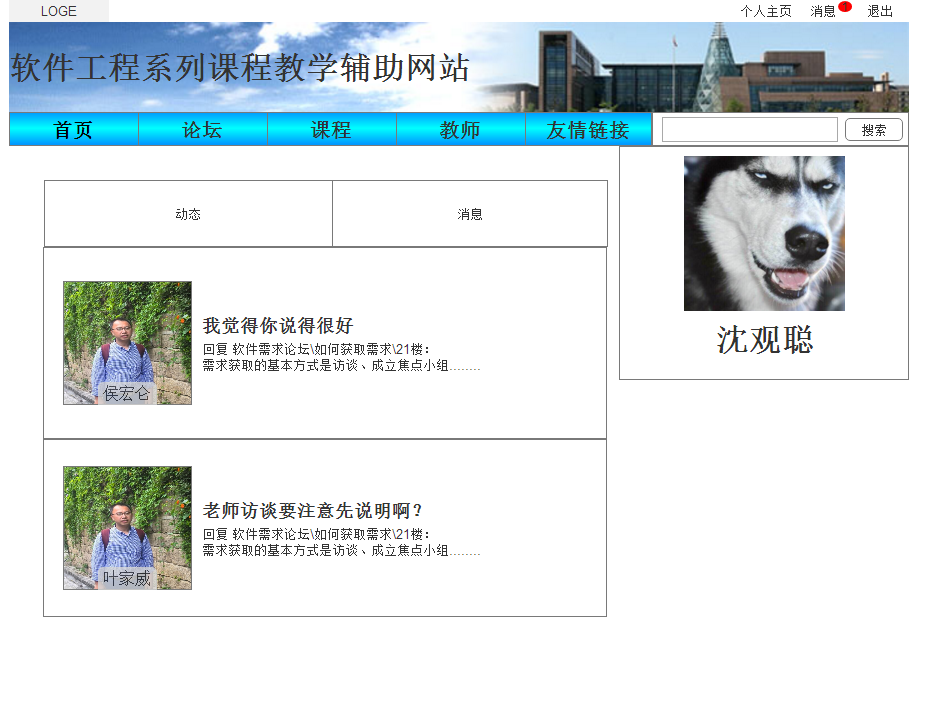 LOGE
个人主页 消息 退出
软件工程系列课程教学辅助网站
首页 论坛 课程 教师 友情链接 搜索
动态 消息
沈观聪
我觉得你说得很好
回复 软件需求论坛\如何获取需求\21楼：
需求获取的基本方式是访谈、成立焦点小组........
侯宏仑
老师访谈要注意先说明啊？
回复 软件需求论坛\如何获取需求\21楼：
需求获取的基本方式是访谈、成立焦点小组........
叶家威